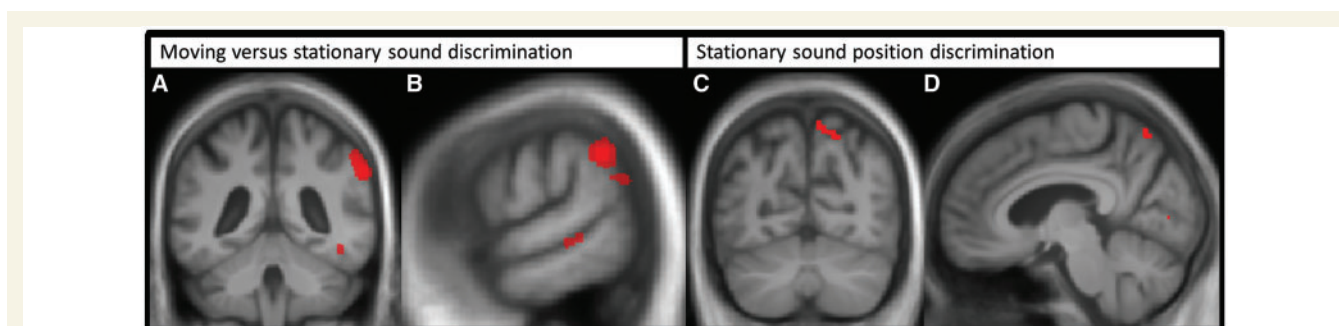 Moving versus stationary sound discrimination
Stationary sound position discrimination
A B C D